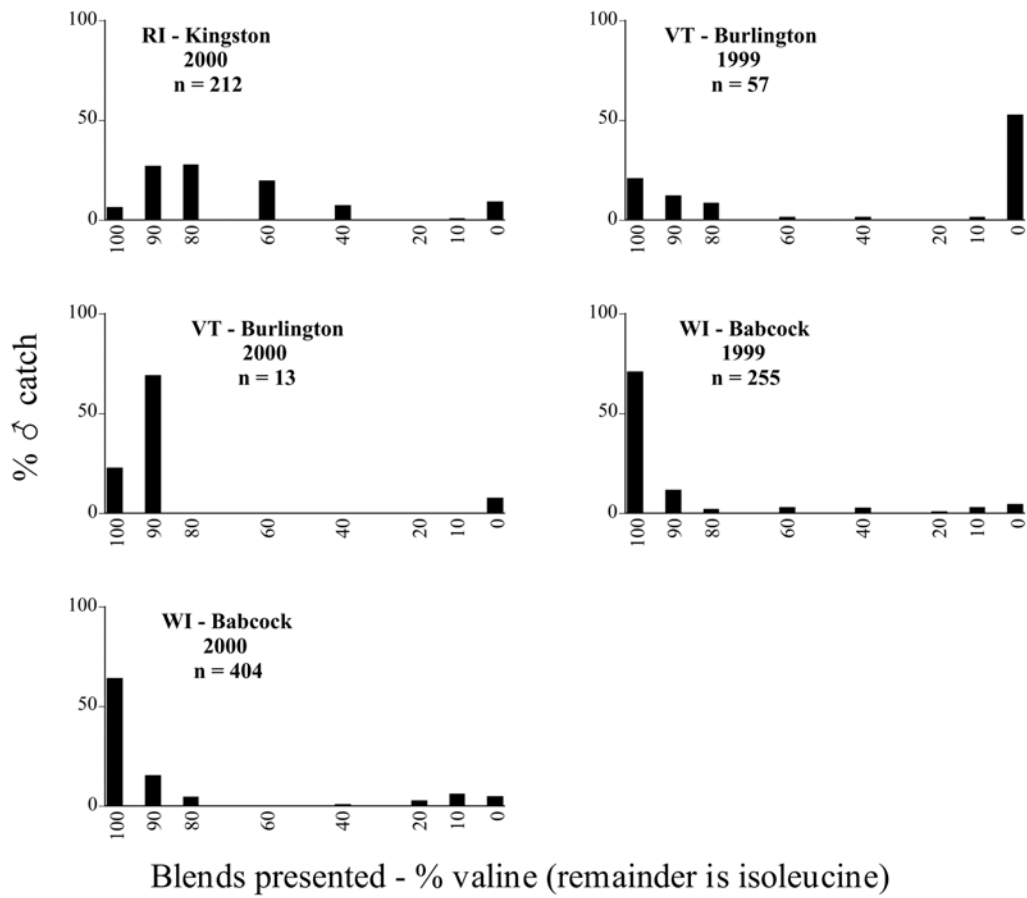 RI - Kingston
2000
n = 212
100
50
0
100 90 80 60 40 20 10 0
VT - Burlington
1999
n = 57
100
50
0
100 90 80 60 40 20 10 0
VT - Burlington
2000
n = 13
100
50
0
100 90 80 60 40 20 10 0
WI - Babcock
1999
n = 255
100
50
0
100 90 80 60 40 20 10 0
WI - Babcock
2000
n = 404
100
50
0
100 90 80 60 40 20 10 0
% ♂ catch
Blends presented - % valine (remainder is isoleucine)